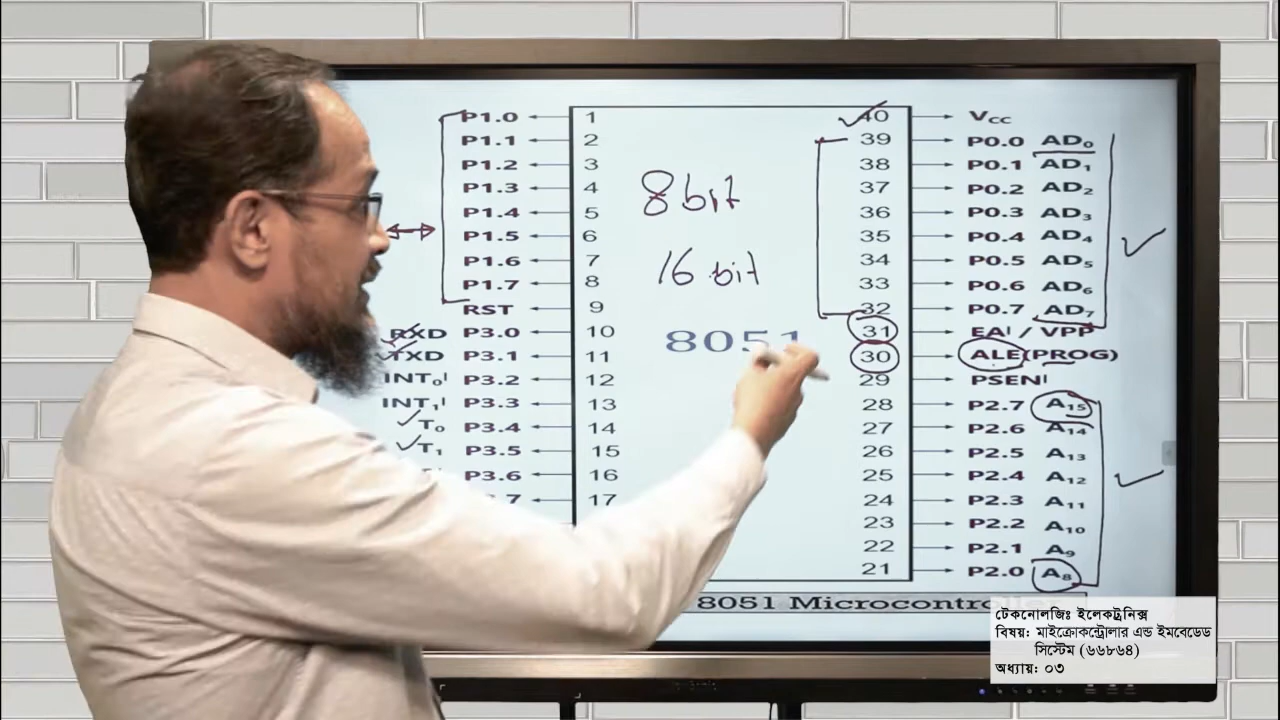 P1.0 1 40 VCC
P1.1 2 39 P0.0 AD0
P1.2 3 38 P0.1 AD1
P1.3 4 37 P0.2 AD2
P1.4 5 36 P0.3 AD3
P1.5 6 35 P0.4 AD4
P1.6 7 34 P0.5 AD5
P1.7 8 33 P0.6 AD6
RST 9 32 P0.7 AD7
RXD P3.0 10 31 EAI / VPP
TXD P3.1 11 30 ALE(PROG)
INT0I P3.2 12 29 PSENI
INT1I P3.3 13 28 P2.7 A15
T0 P3.4 14 27 P2.6 A14
T1 P3.5 15 26 P2.5 A13
P3.6 16 25 P2.4 A12
17 24 P2.3 A11
23 P2.2 A10
22 P2.1 A9
21 P2.0 A8
8 bit
16 bit
8051
8051 Microcontroller
টেকনোলজিঃ ইলেকট্রনিক্স
বিষয়: মাইক্রোকন্ট্রোলার এন্ড ইমবেডেড
সিস্টেম (৬৬৮৬৪)
অধ্যায়: ০৩